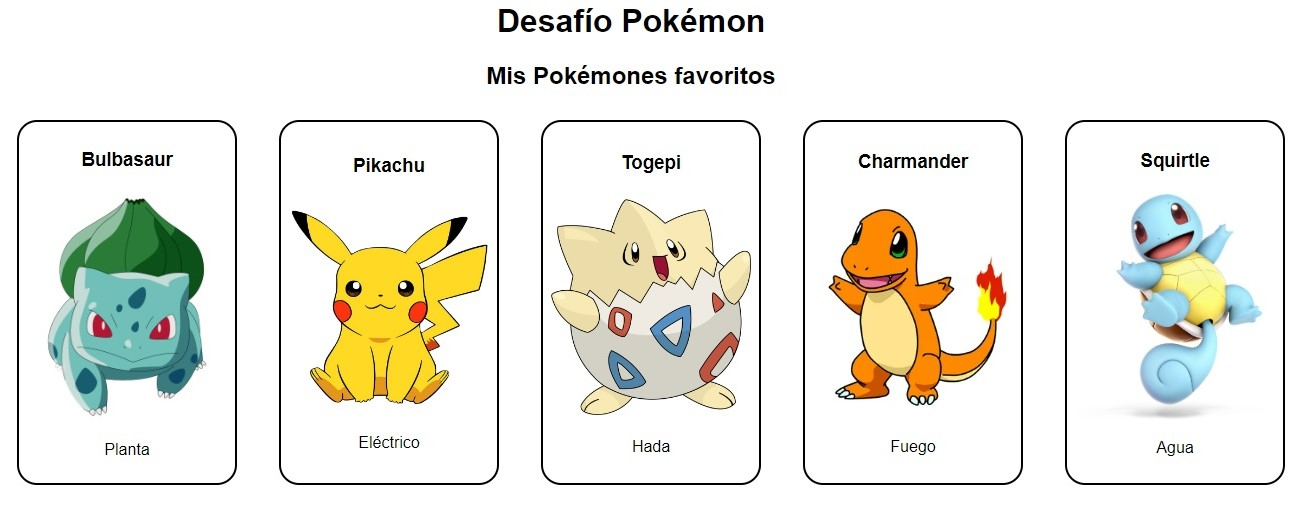 Desafío Pokémon
Mis Pokémones favoritos
Bulbasaur
Planta
Pikachu
Eléctrico
Togepi
Hada
Charmander
Fuego
Squirtle
Agua